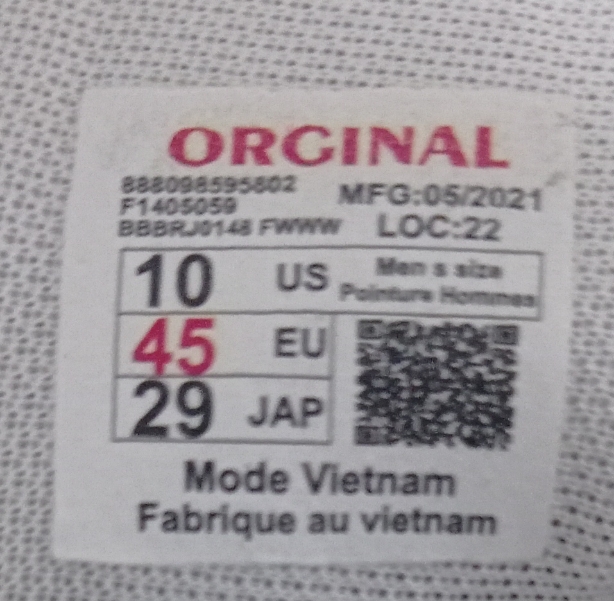 ORGINAL
888098595802
F1405059
BBBRJ0148 FWWW
MFG:05/2021
LOC:22
10 US
Men s size
Pointure Hommes
45 EU
29 JAP
Mode Vietnam
Fabrique au vietnam